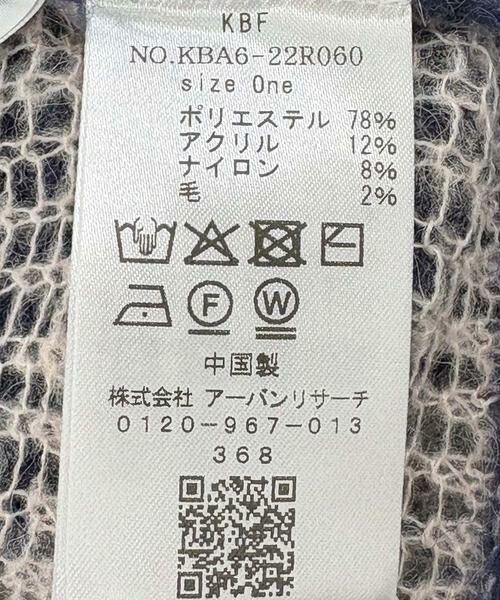 KBF
NO.KBA6-22R060
size One
ポリエステル 78%
アクリル 12%
ナイロン 8%
毛 2%
F W
中国製
株式会社 アーバンリサーチ
0120-967-013
368